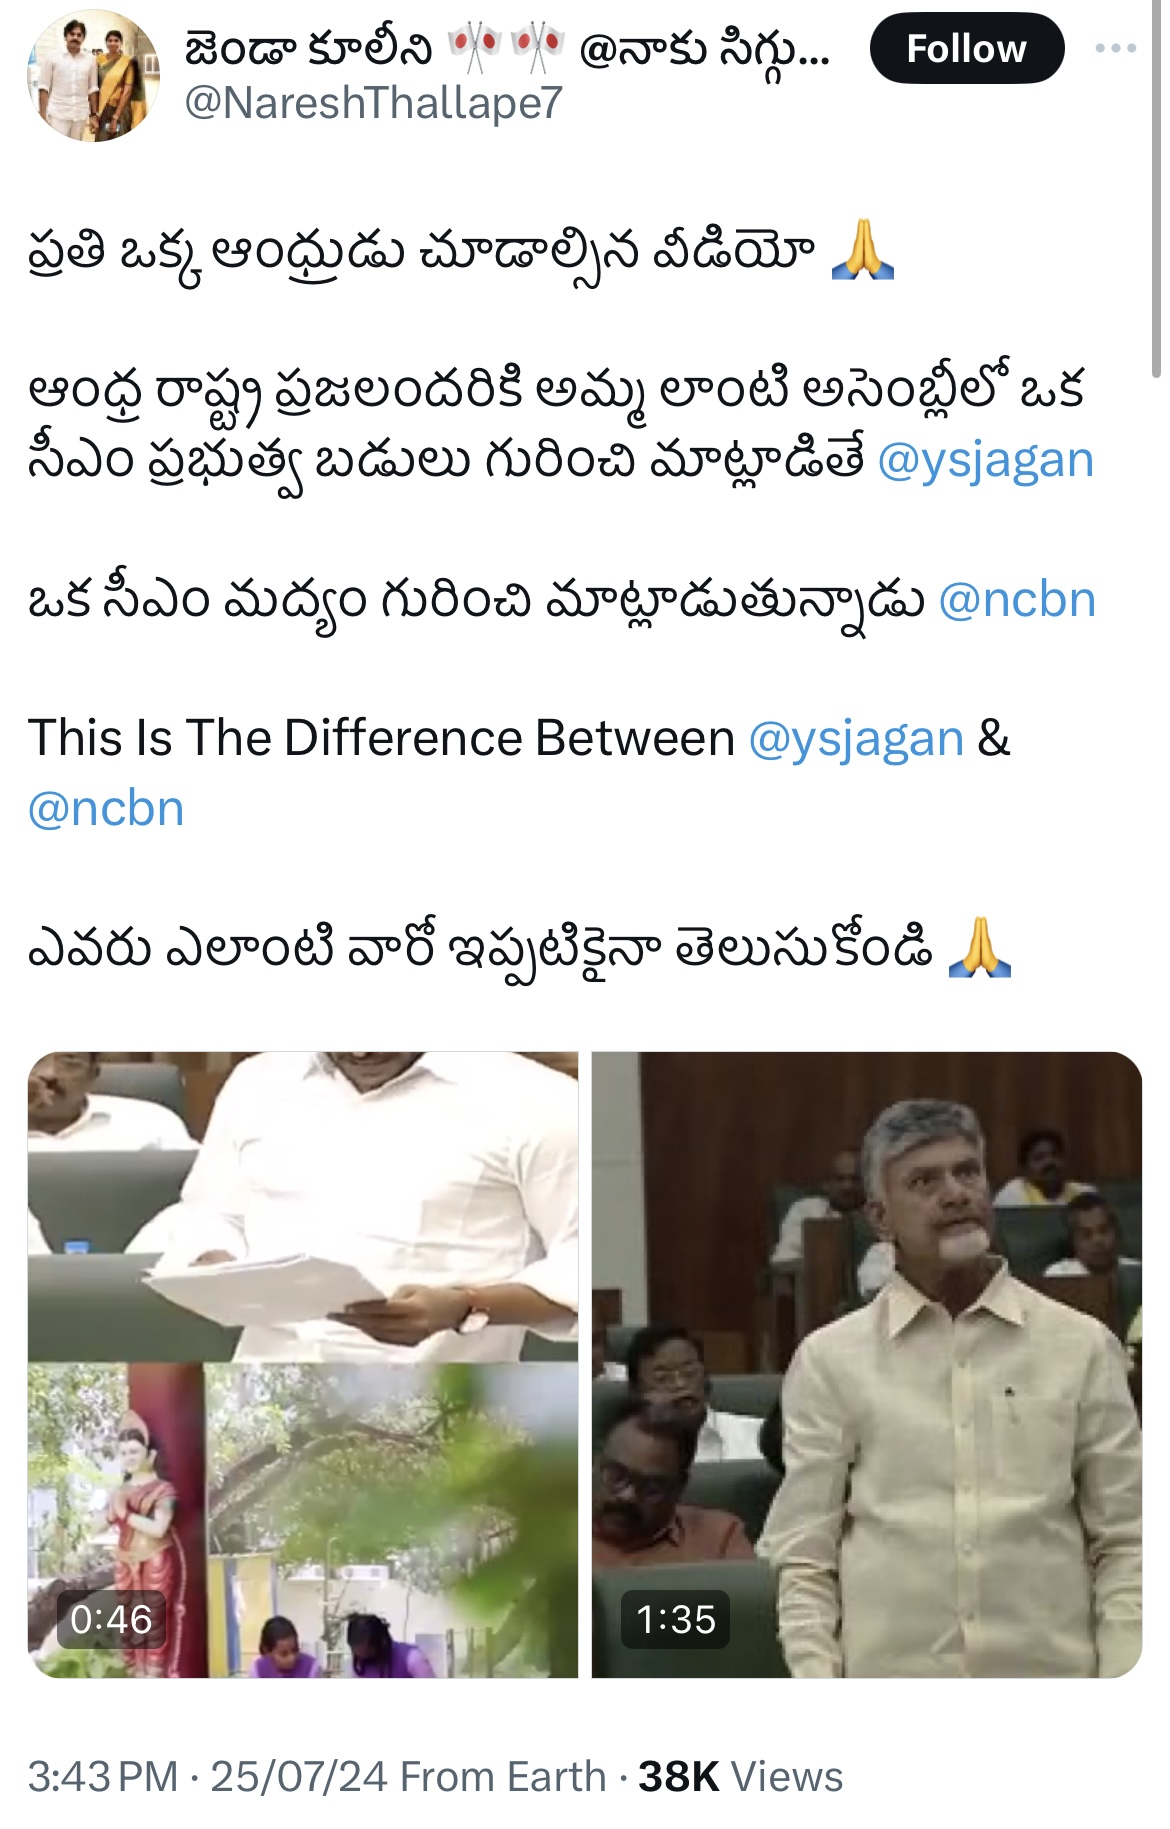 జెండా కూలీని 🎌 🎌 @నాకు సిగ్గు...
Follow
@NareshThallape7
ప్రతి ఒక్క ఆంధ్రుడు చూడాల్సిన వీడియో 🙏
ఆంధ్ర రాష్ట్ర ప్రజలందరికి అమ్మ లాంటి అసెంబ్లీలో ఒక
సీఎం ప్రభుత్వ బడులు గురించి మాట్లాడితే @ysjagan
ఒక సీఎం మద్యం గురించి మాట్లాడుతున్నాడు @ncbn
This Is The Difference Between @ysjagan &
@ncbn
ఎవరు ఎలాంటి వారో ఇప్పటికైనా తెలుసుకోండి 🙏
0:46
1:35
3:43 PM · 25/07/24 From Earth · 38K Views